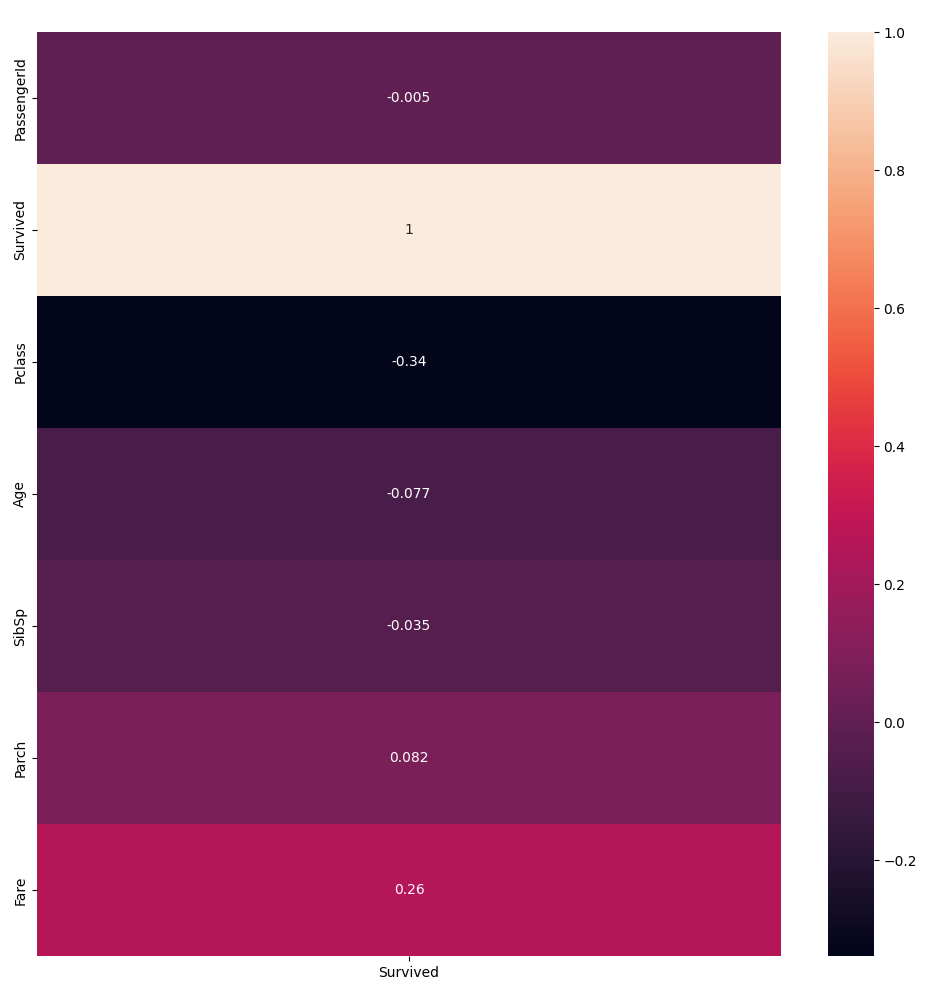 PassengerId
-0.005
Survived
1
Pclass
-0.34
Age
-0.077
SibSp
-0.035
Parch
0.082
Fare
0.26
Survived
1.0
0.8
0.6
0.4
0.2
0.0
−0.2